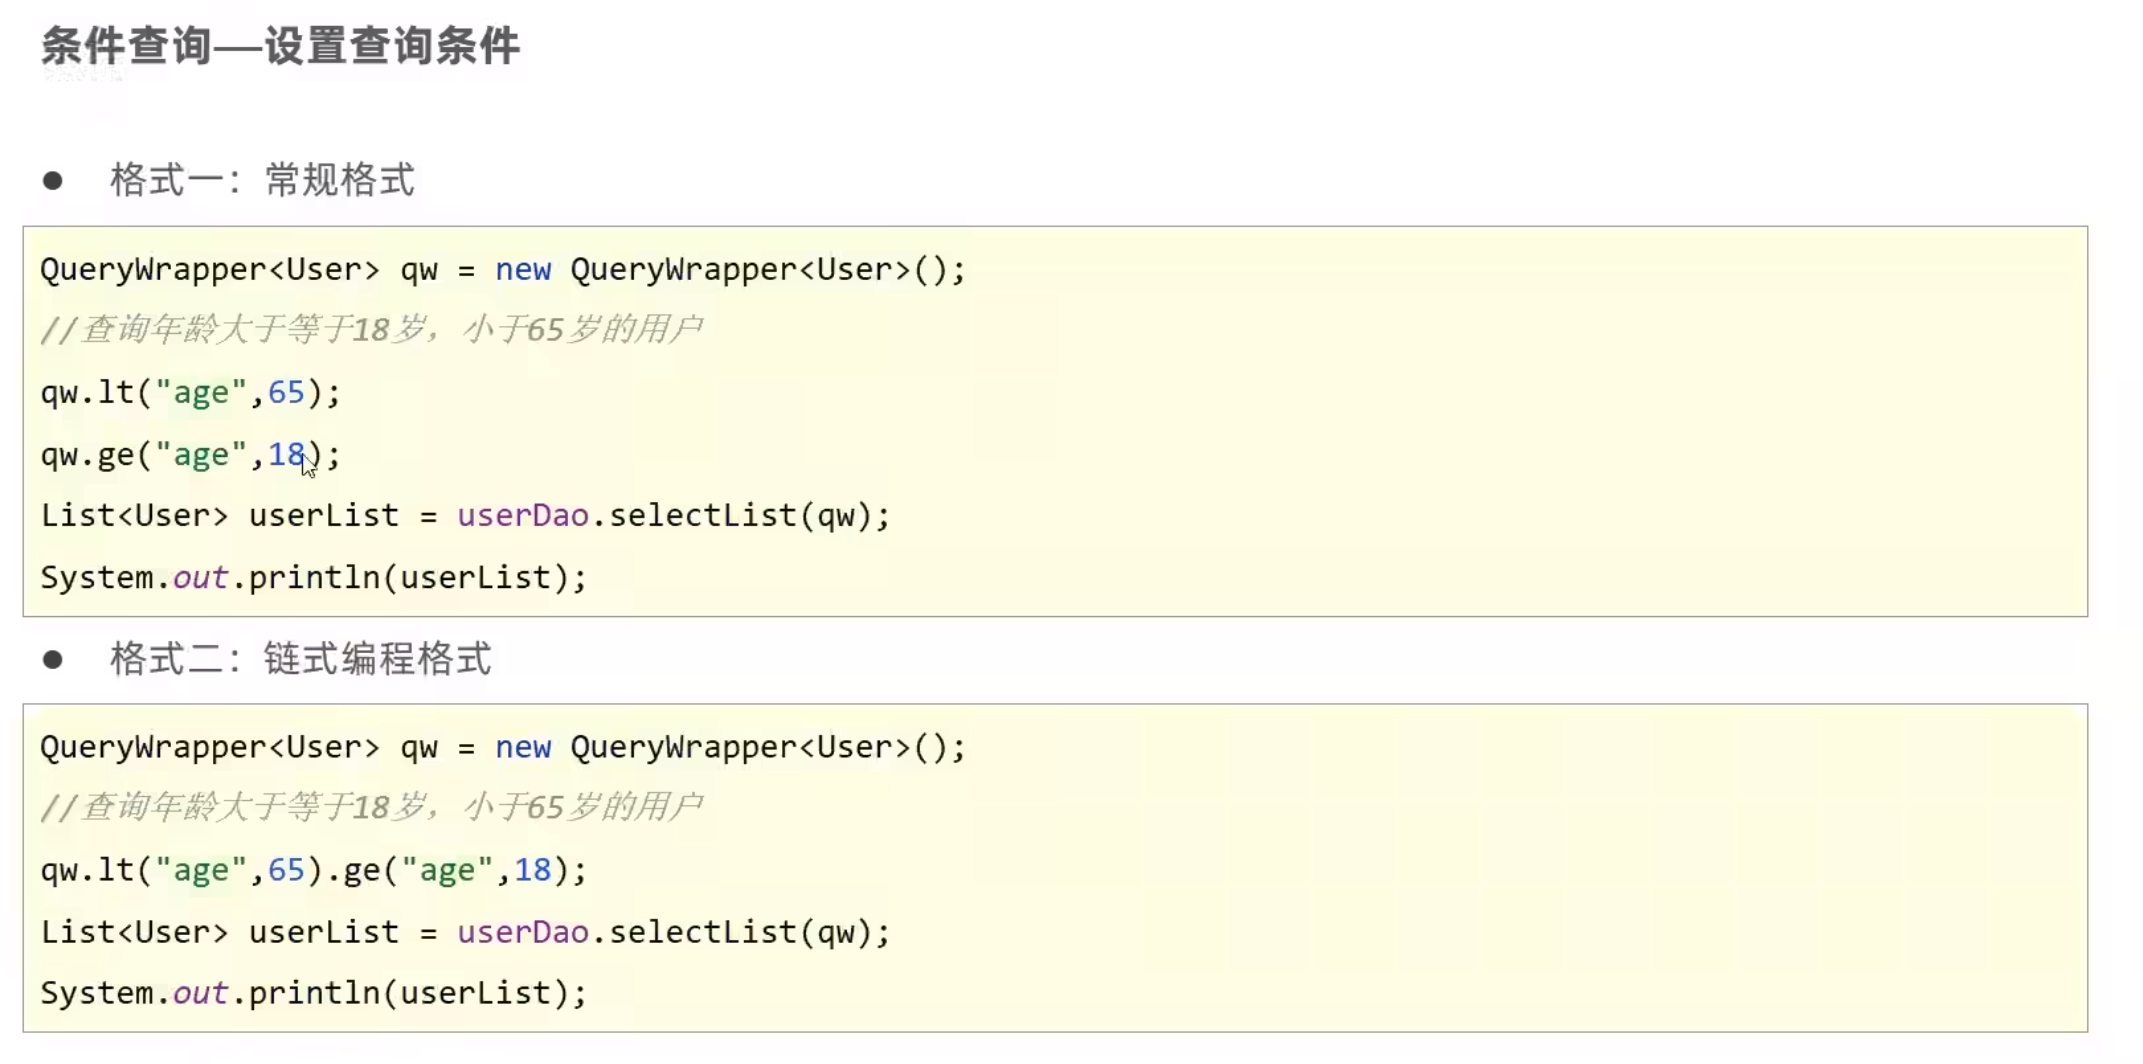 条件查询——设置查询条件
● 格式一：常规格式
QueryWrapper<User> qw = new QueryWrapper<User>();
//查询年龄大于等于18岁，小于65岁的用户
qw.lt("age",65);
qw.ge("age",18);
List<User> userList = userDao.selectList(qw);
System.out.println(userList);
● 格式二：链式编程格式
QueryWrapper<User> qw = new QueryWrapper<User>();
//查询年龄大于等于18岁，小于65岁的用户
qw.lt("age",65).ge("age",18);
List<User> userList = userDao.selectList(qw);
System.out.println(userList);